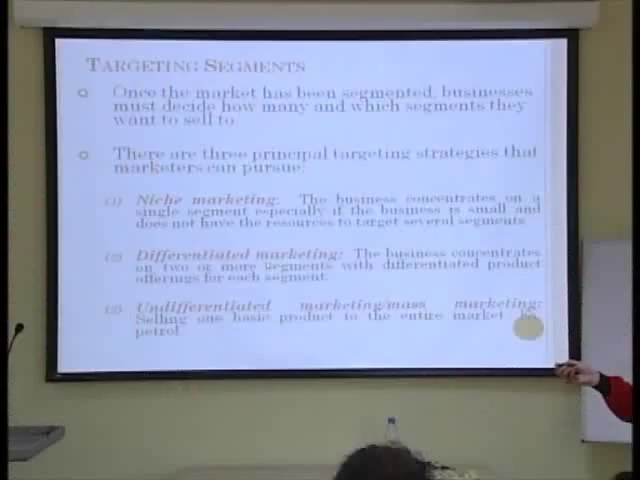 TARGETING SEGMENTS
Once the market has been segmented, businesses
must decide how many and which segments they
want to sell to.
There are three principal targeting strategies that
marketers can pursue:
(1) Niche marketing: The business concentrates on a
single segment especially if the business is small and
does not have the resources to target several segments
(2) Differentiated marketing: The business concentrates
on two or more segments with differentiated product
offerings for each segment.
(3) Undifferentiated marketing/mass marketing:
Selling one basic product to the entire market
petrol